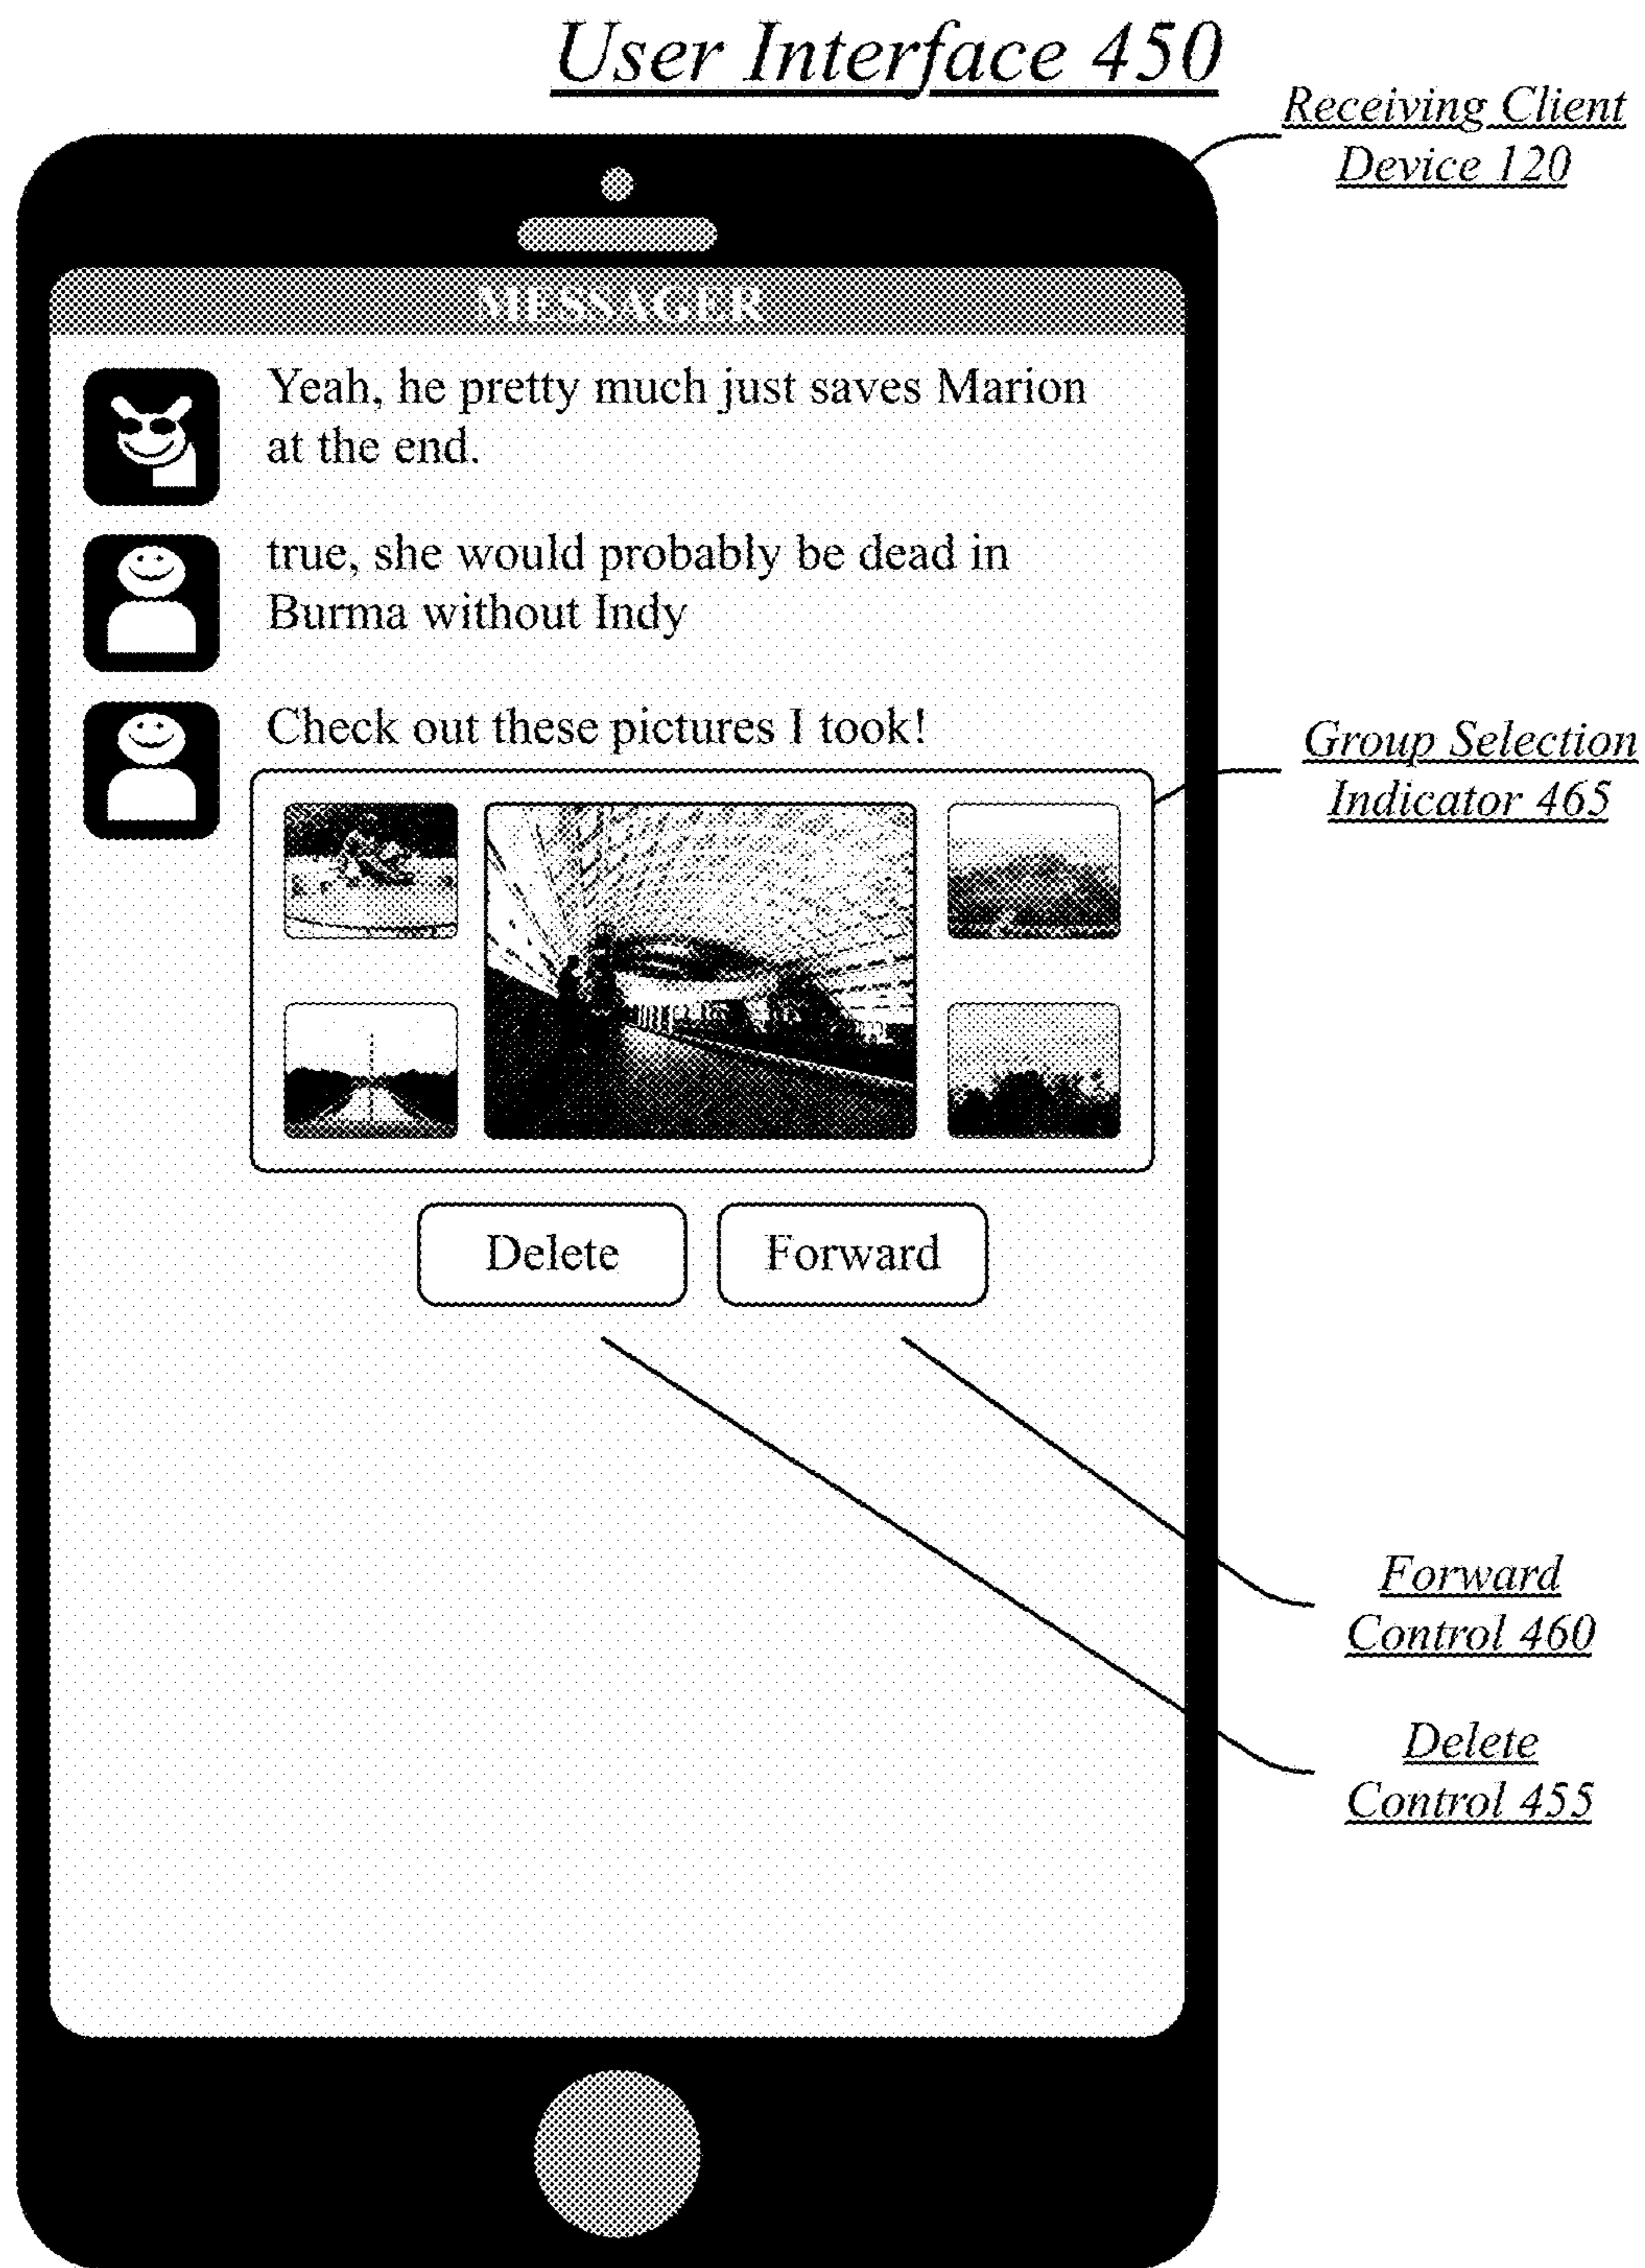 User Interface 450
Receiving Client
Device 120
MESSAGER
Yeah, he pretty much just saves Marion
at the end.
true, she would probably be dead in
Burma without Indy
Check out these pictures I took!
Group Selection
Indicator 465
Delete
Forward
Forward
Control 460
Delete
Control 455